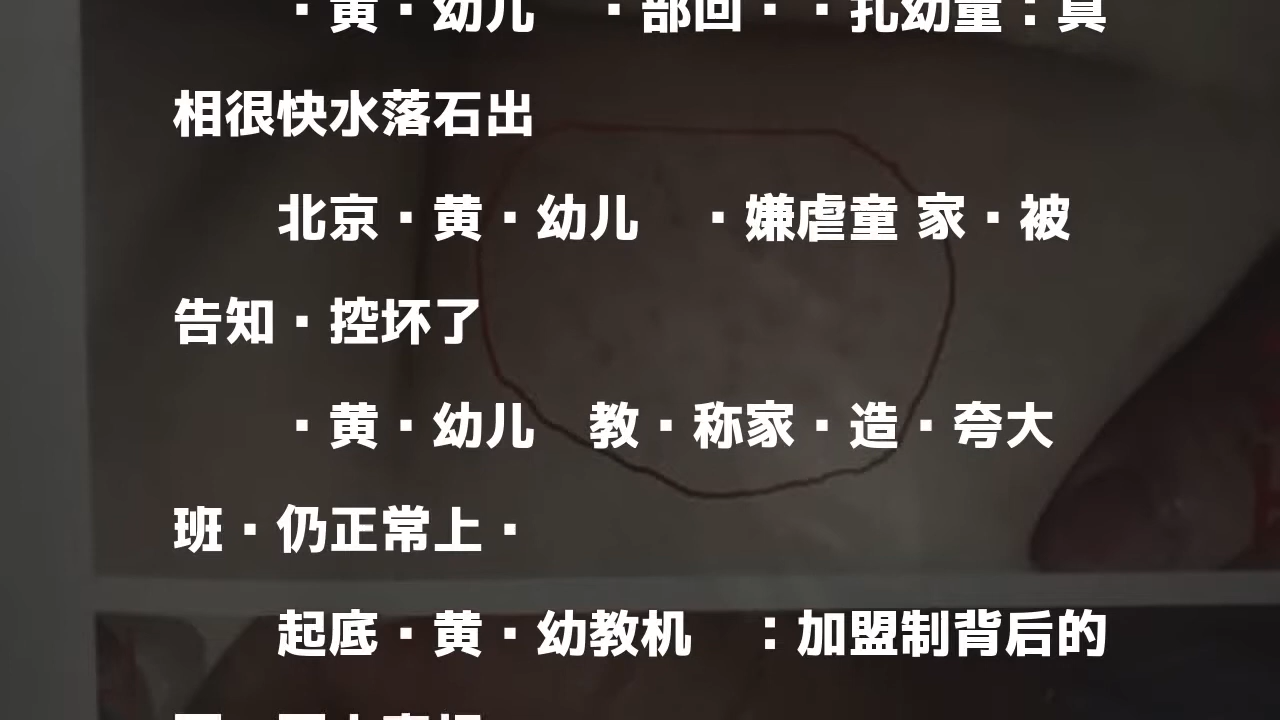 ·黄·幼儿 ·部回··扎幼童：真
相很快水落石出
北京·黄·幼儿 ·嫌虐童 家·被
告知·控坏了
·黄·幼儿 教·称家·造·夸大
班·仍正常上·
起底·黄·幼教机 ：加盟制背后的